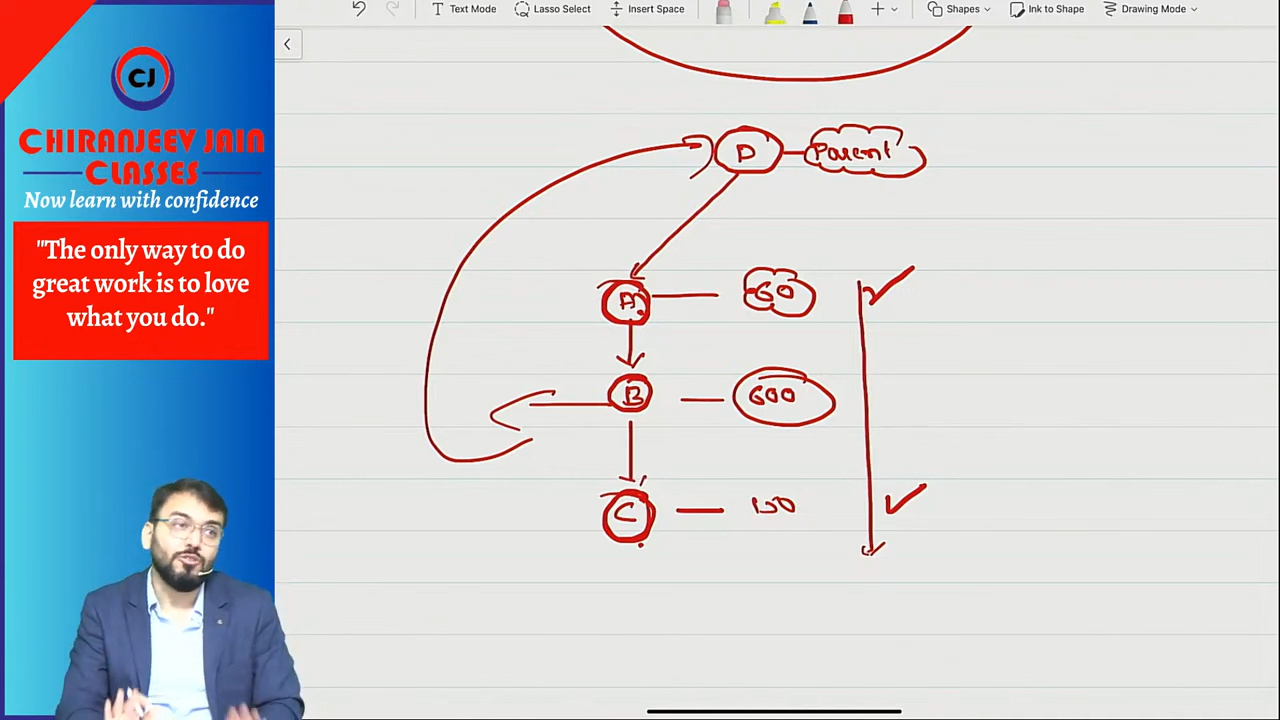 Text Mode
Lasso Select
Insert Space
Shapes
Ink to Shape
Drawing Mode
CJ
CHIRANJEEV JAIN
CLASSES
Now learn with confidence
"The only way to do
great work is to love
what you do."
D Parent
A 60
B 600
C 150